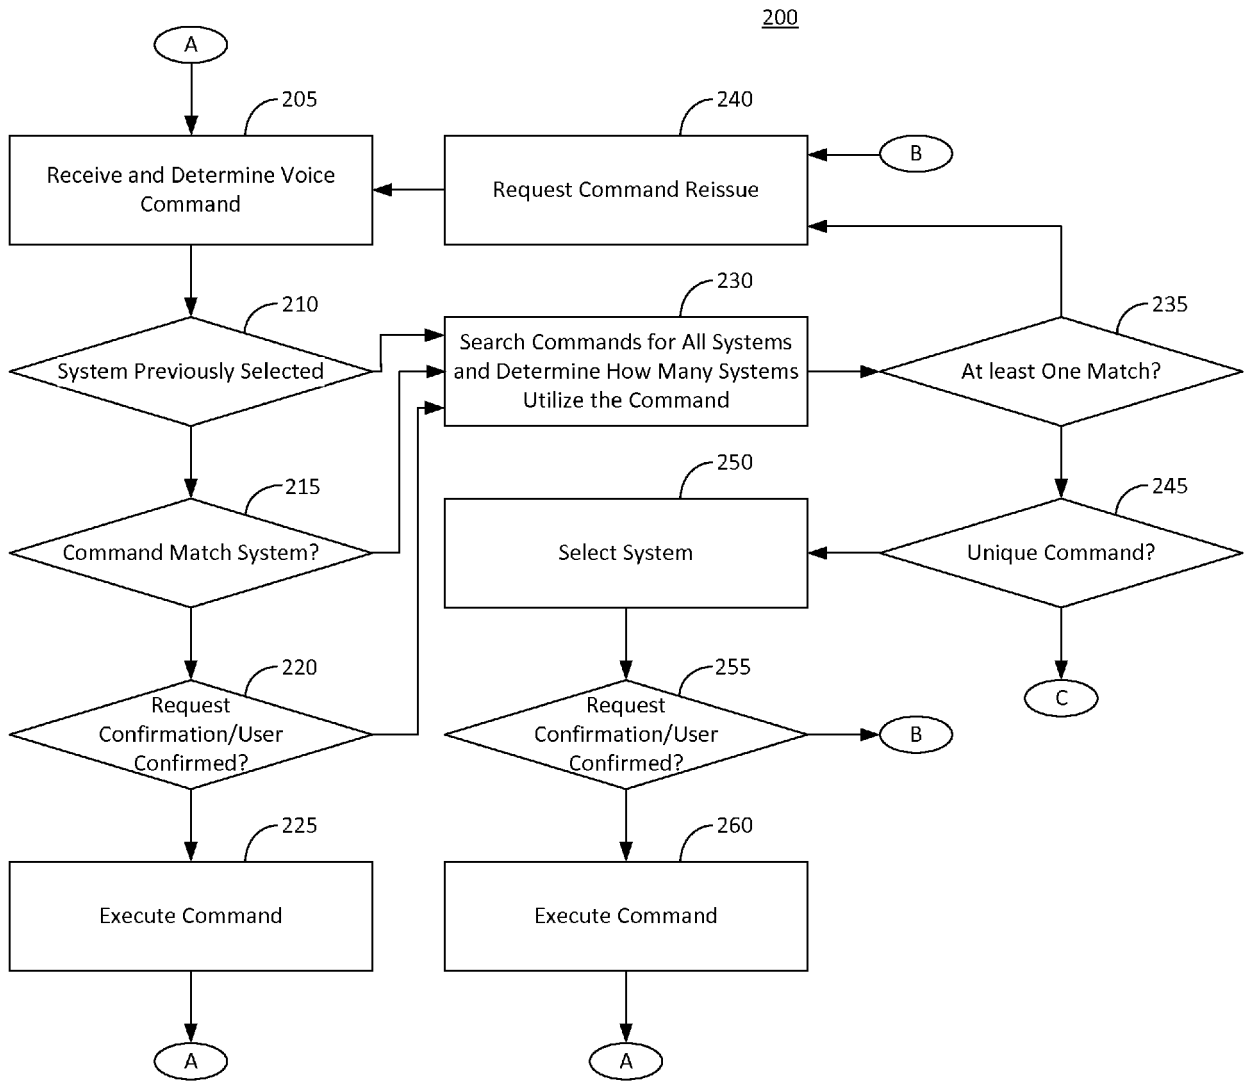 200
A
205
Receive and Determine Voice
Command
240
Request Command Reissue
B
210
System Previously Selected
230
Search Commands for All Systems
and Determine How Many Systems
Utilize the Command
235
At least One Match?
215
Command Match System?
250
Select System
245
Unique Command?
220
Request
Confirmation/User
Confirmed?
255
Request
Confirmation/User
Confirmed?
C
B
225
Execute Command
260
Execute Command
A
A